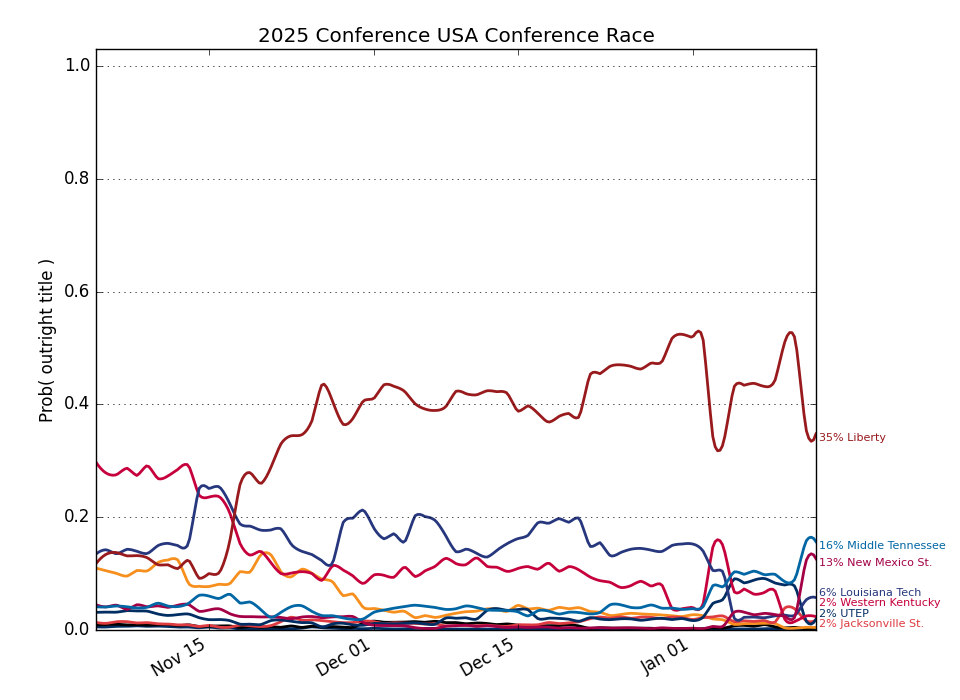 2025 Conference USA Conference Race
Prob( outright title )
1.0
0.8
0.6
0.4
0.2
0.0
Nov 15
Dec 01
Dec 15
Jan 01
35% Liberty
16% Middle Tennessee
13% New Mexico St.
6% Louisiana Tech
2% Western Kentucky
2% UTEP
2% Jacksonville St.